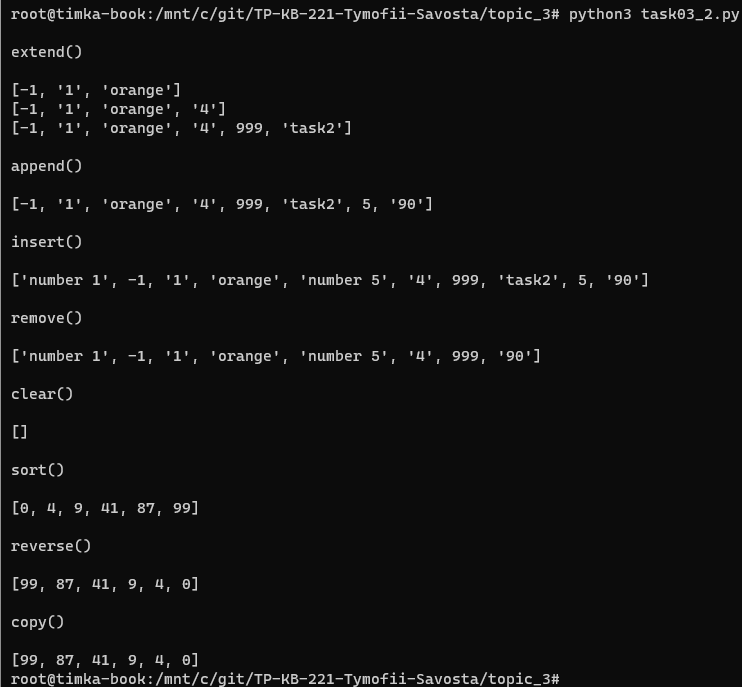 root@timka-book:/mnt/c/git/TP-KB-221-Tymofii-Savosta/topic_3# python3 task03_2.py
extend()
[-1, '1', 'orange']
[-1, '1', 'orange', '4']
[-1, '1', 'orange', '4', 999, 'task2']
append()
[-1, '1', 'orange', '4', 999, 'task2', 5, '90']
insert()
['number 1', -1, '1', 'orange', 'number 5', '4', 999, 'task2', 5, '90']
remove()
['number 1', -1, '1', 'orange', 'number 5', '4', 999, '90']
clear()
[]
sort()
[0, 4, 9, 41, 87, 99]
reverse()
[99, 87, 41, 9, 4, 0]
copy()
[99, 87, 41, 9, 4, 0]
root@timka-book:/mnt/c/git/TP-KB-221-Tymofii-Savosta/topic_3#